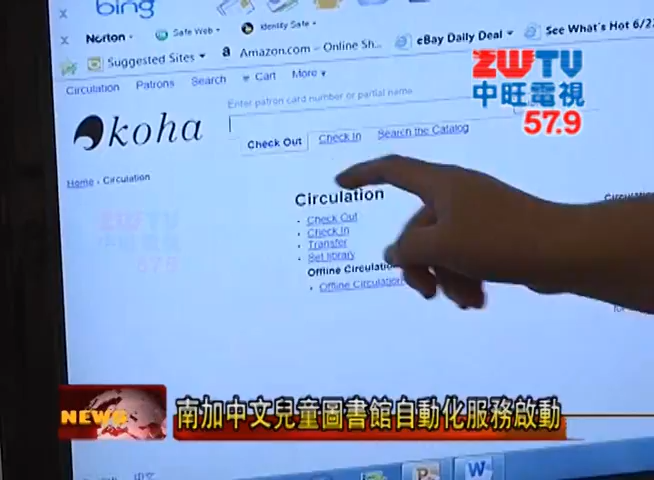 bing
x
Norton
Safe Web
Identity Safe
Suggested Sites
Amazon.com - Online Sh...
eBay Daily Deal
See What's Hot 6/2
Circulation Patrons Search Cart More
ZWTV
中旺電視
57.9
Enter patron card number or partial name
koha
Check Out Check In Search the Catalog
Home › Circulation
Circulation
Check Out
Check In
Transfer
Set library
Offline Circulation
Offline Circulation
NEWS
南加中文兒童圖書館自動化服務啟動
P
W